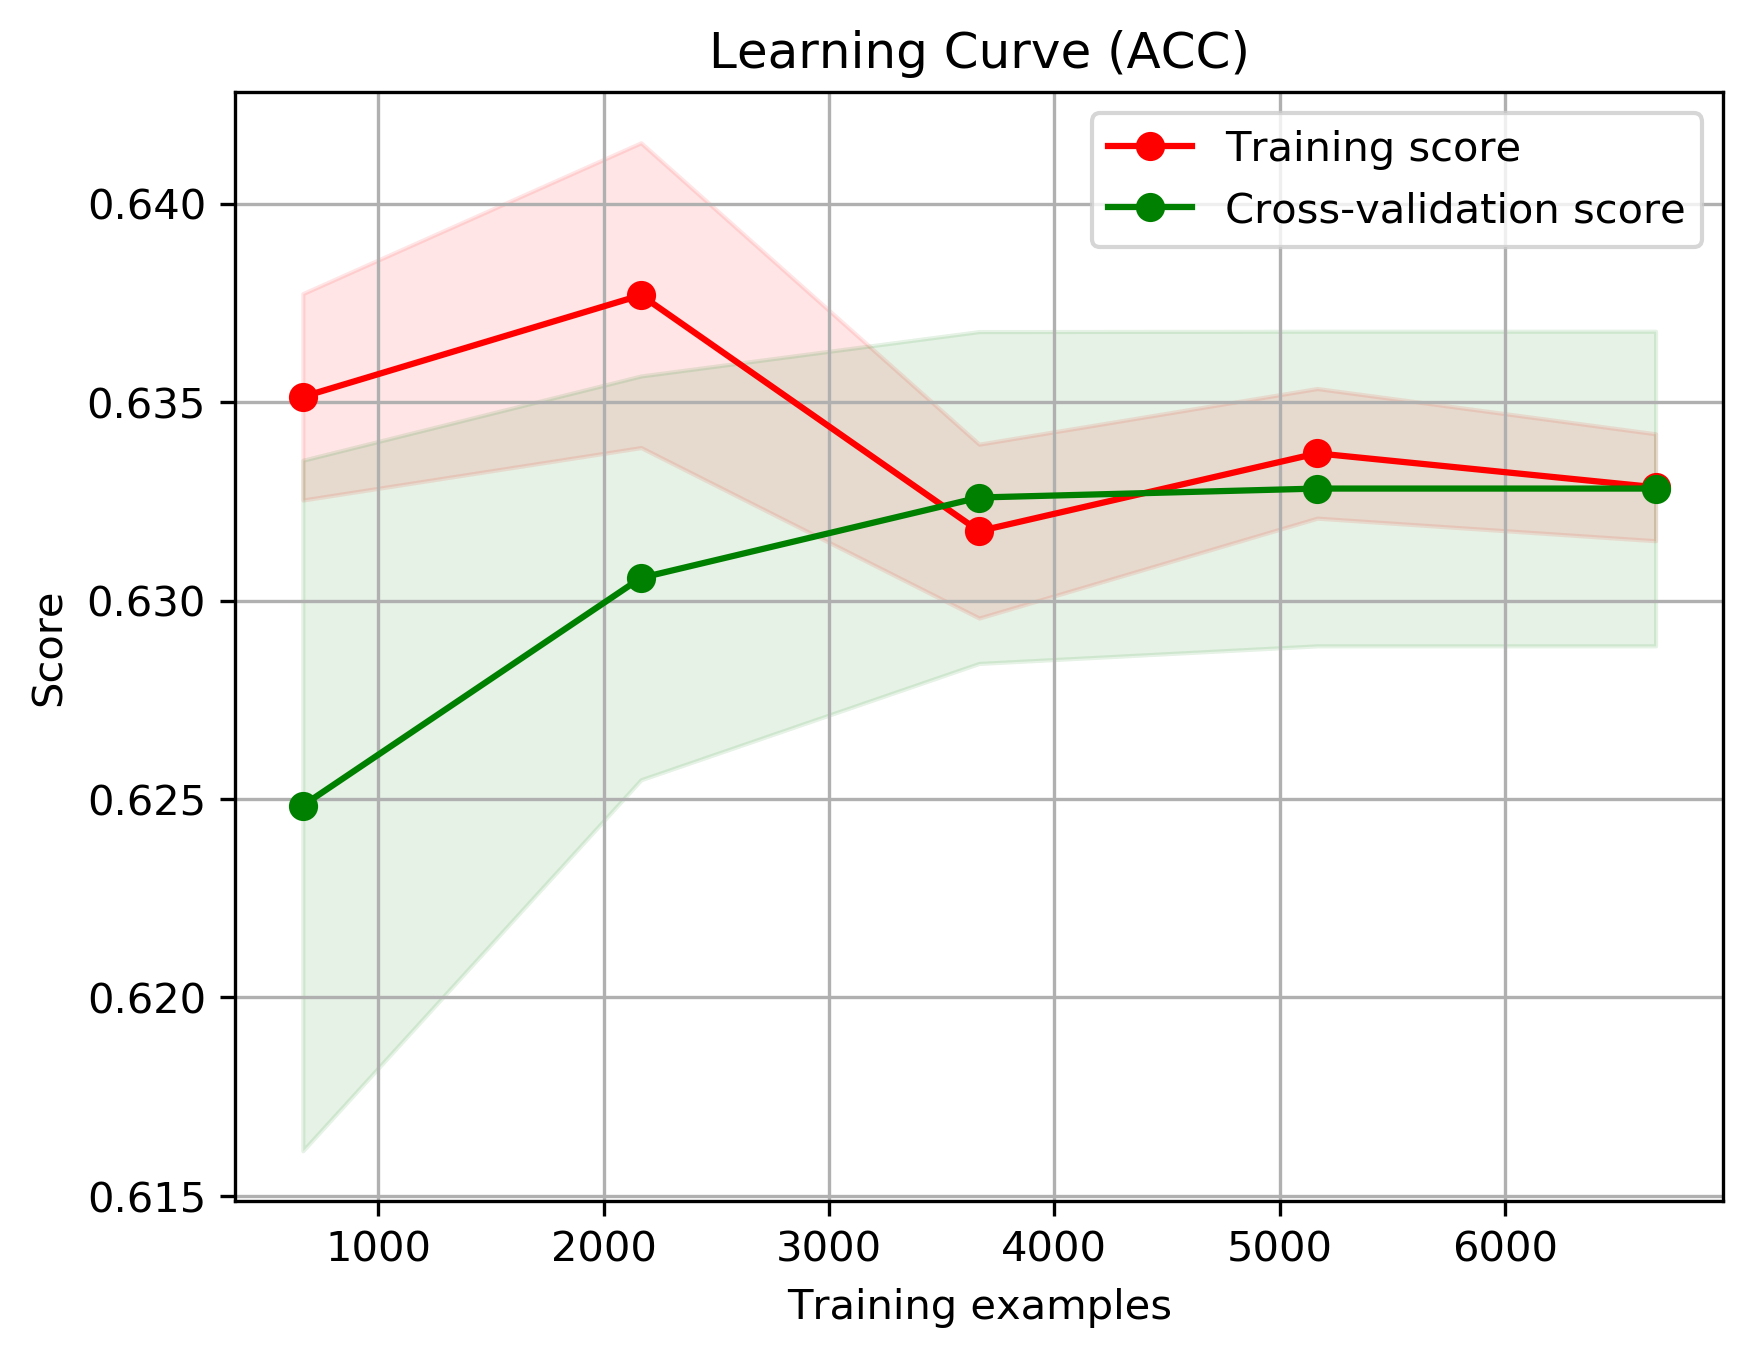 Learning Curve (ACC)
Training score
Cross-validation score
0.640
0.635
0.630
0.625
0.620
0.615
Score
1000 2000 3000 4000 5000 6000
Training examples